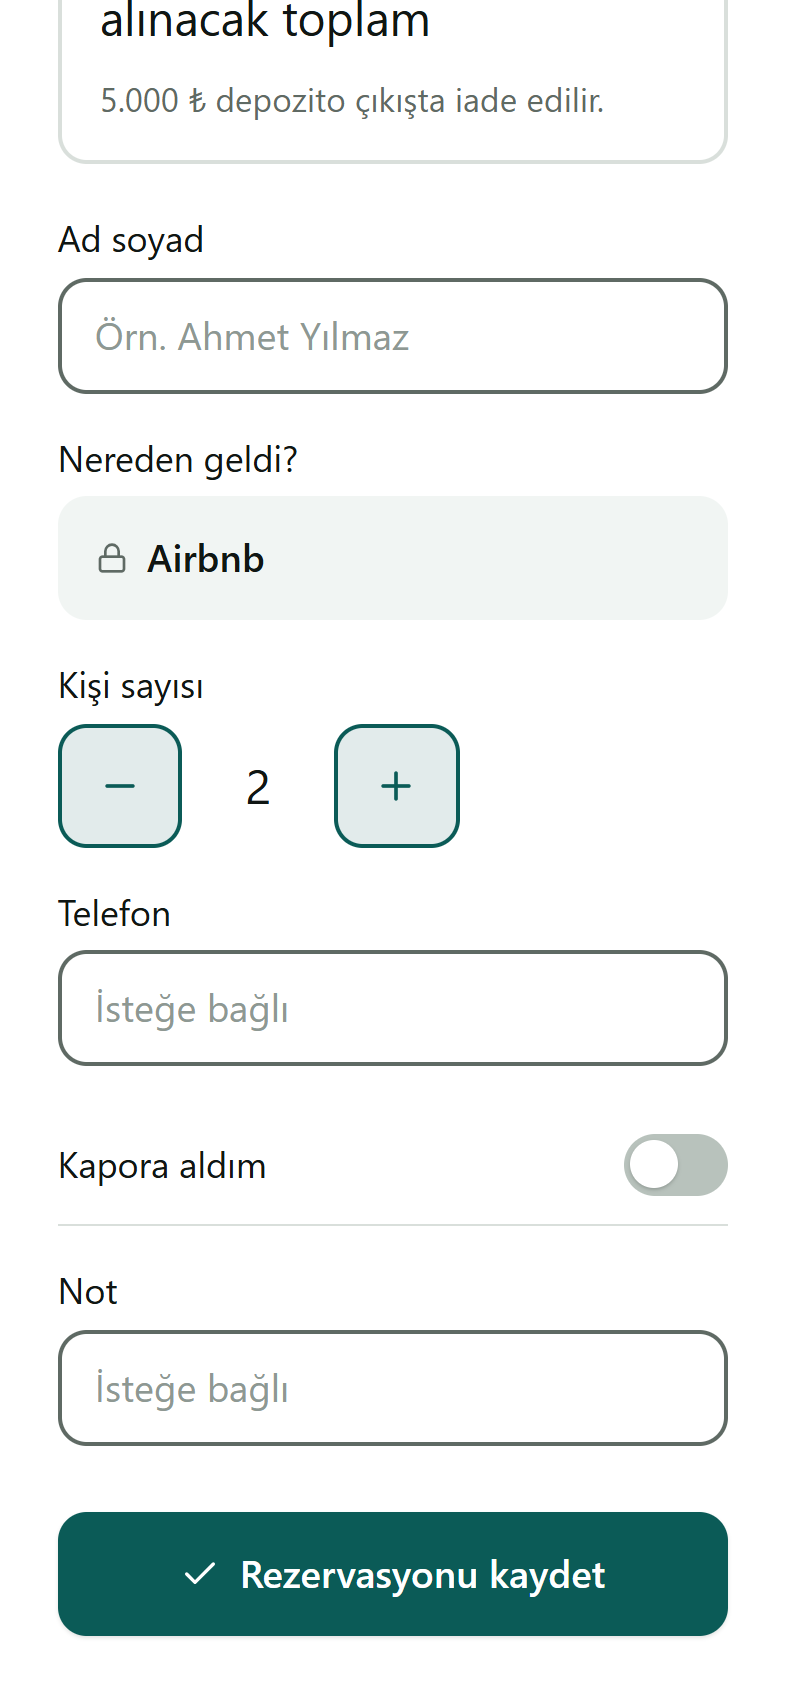 alınacak toplam
5.000 ₺ depozito çıkışta iade edilir.
Ad soyad
Örn. Ahmet Yılmaz
Nereden geldi?
Airbnb
Kişi sayısı
2
Telefon
İsteğe bağlı
Kapora aldım
Not
İsteğe bağlı
Rezervasyonu kaydet